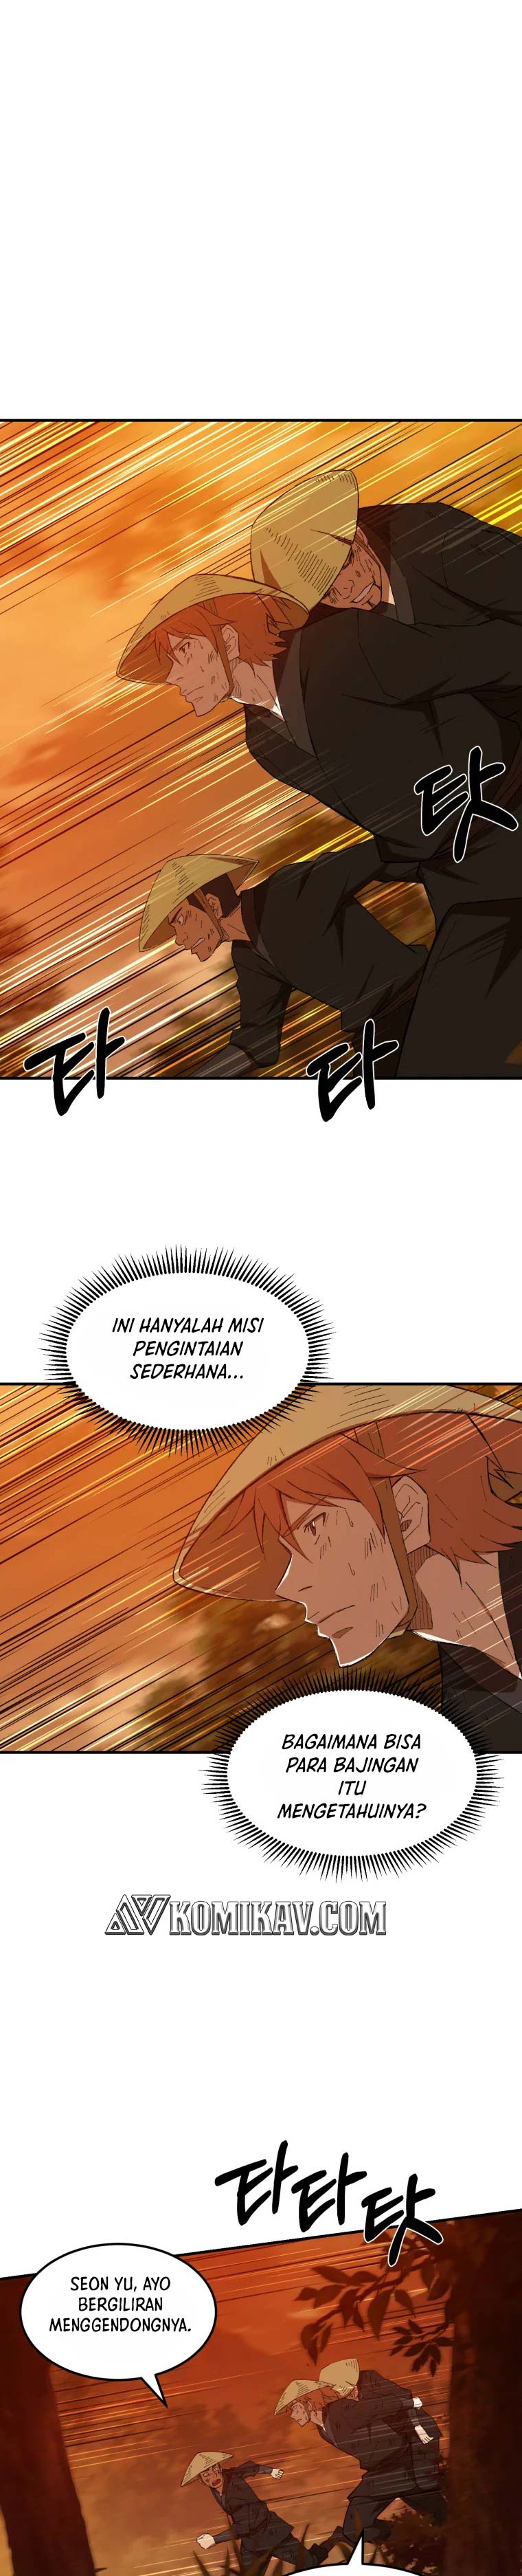 탓
타
타
INI HANYALAH MISI
PENGINTAIAN
SEDERHANA...
BAGAIMANA BISA
PARA BAJINGAN
ITU
MENGETAHUINYA?
KOMIKAV.COM
타타탓
SEON YU, AYO
BERGILIRAN
MENGGENDONGNYA.